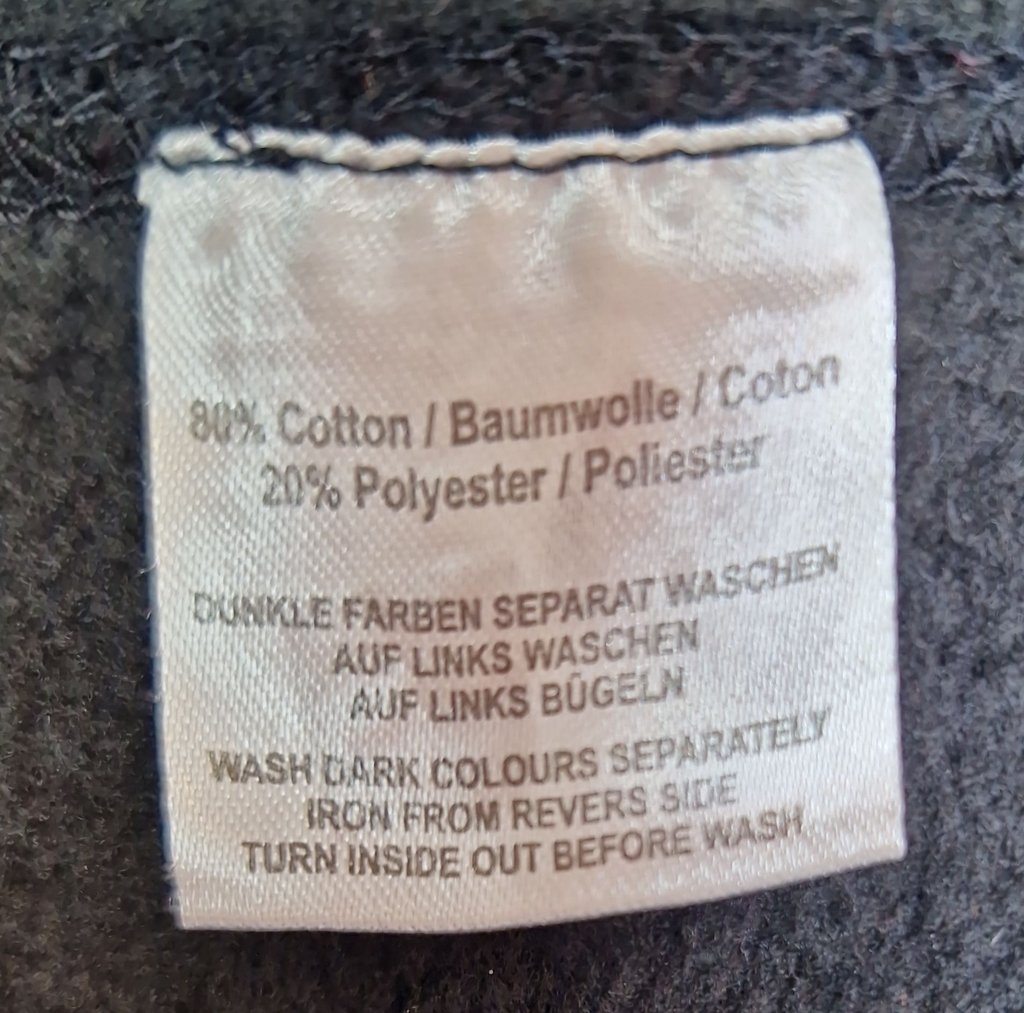 80% Cotton / Baumwolle / Coton
20% Polyester / Poliester
DUNKLE FARBEN SEPARAT WASCHEN
AUF LINKS WASCHEN
AUF LINKS BÜGELN
WASH DARK COLOURS SEPARATELY
IRON FROM REVERS SIDE
TURN INSIDE OUT BEFORE WASH